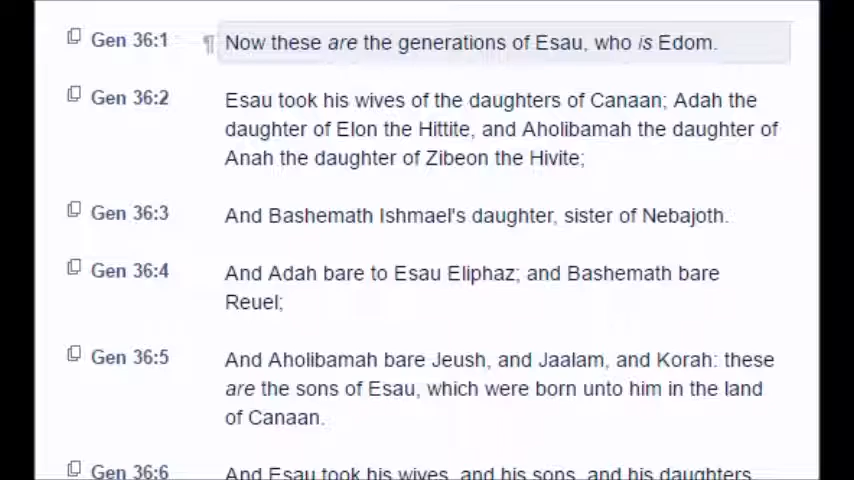 Gen 36:1 ¶ Now these are the generations of Esau, who is Edom.
Gen 36:2 Esau took his wives of the daughters of Canaan; Adah the
daughter of Elon the Hittite, and Aholibamah the daughter of
Anah the daughter of Zibeon the Hivite;
Gen 36:3 And Bashemath Ishmael's daughter, sister of Nebajoth.
Gen 36:4 And Adah bare to Esau Eliphaz; and Bashemath bare
Reuel;
Gen 36:5 And Aholibamah bare Jeush, and Jaalam, and Korah: these
are the sons of Esau, which were born unto him in the land
of Canaan.
Gen 36:6 And Esau took his wives, and his sons, and his daughters,